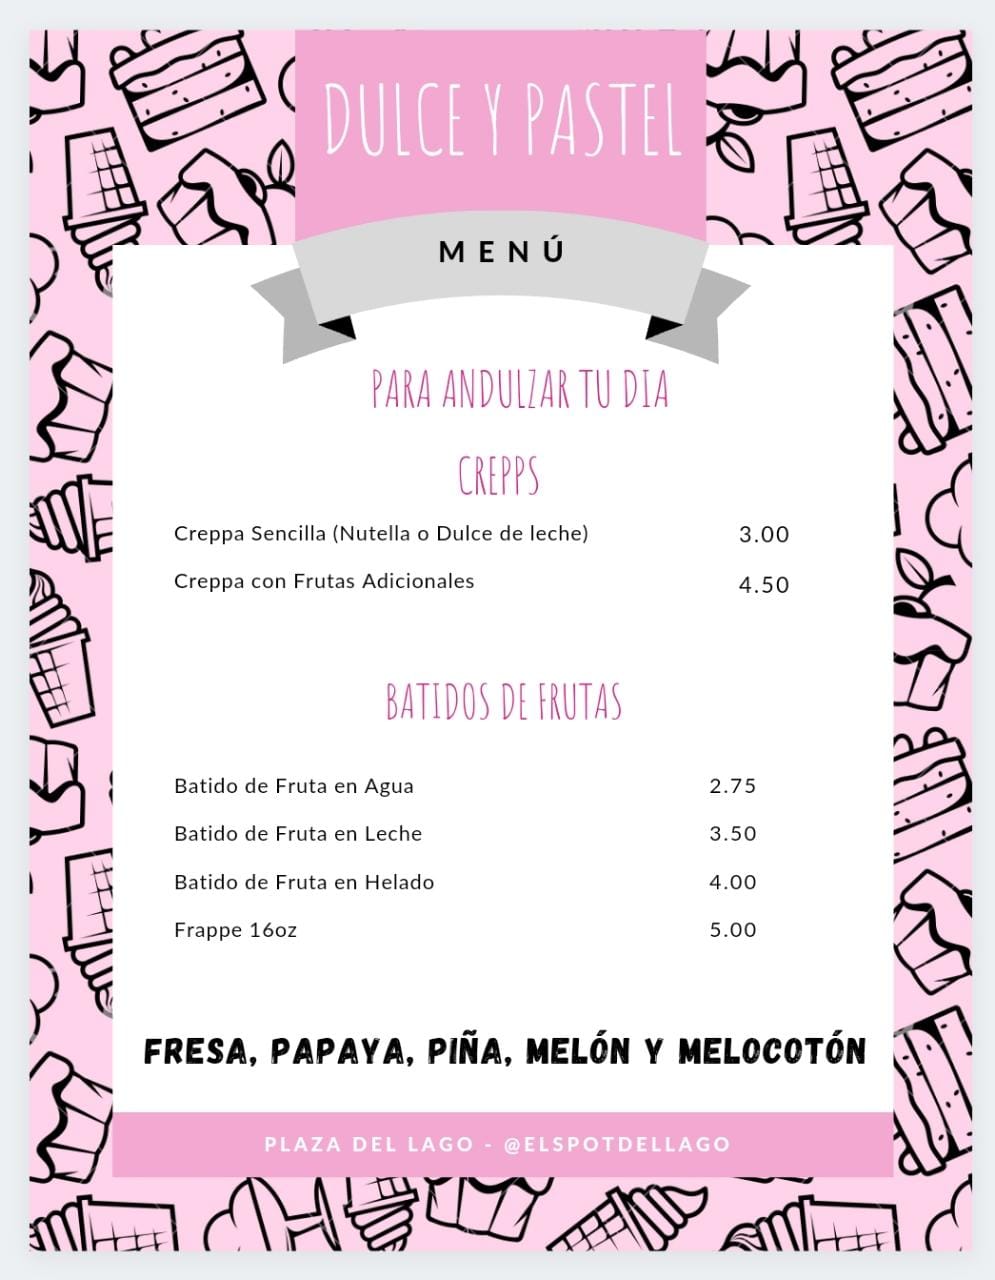 DULCE Y PASTEL
MENÚ
PARA ANDULZAR TU DIA
CREPPS
Creppa Sencilla (Nutella o Dulce de leche) 3.00
Creppa con Frutas Adicionales 4.50
BATIDOS DE FRUTAS
Batido de Fruta en Agua 2.75
Batido de Fruta en Leche 3.50
Batido de Fruta en Helado 4.00
Frappe 16oz 5.00
FRESA, PAPAYA, PIÑA, MELÓN Y MELOCOTÓN
PLAZA DEL LAGO - @ELSPOTDELLAGO